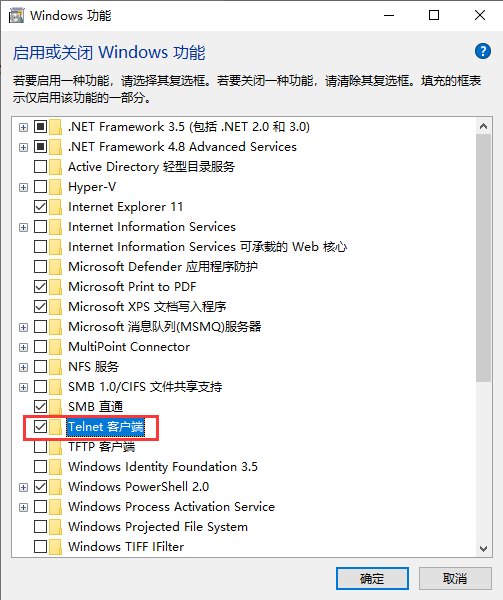 Windows 功能
启用或关闭 Windows 功能
若要启用一种功能，请选择其复选框。若要关闭一种功能，请清除其复选框。填充的框表
示仅启用该功能的一部分。
.NET Framework 3.5 (包括 .NET 2.0 和 3.0)
.NET Framework 4.8 Advanced Services
Active Directory 轻型目录服务
Hyper-V
Internet Explorer 11
Internet Information Services
Internet Information Services 可承载的 Web 核心
Microsoft Defender 应用程序防护
Microsoft Print to PDF
Microsoft XPS 文档写入程序
Microsoft 消息队列(MSMQ)服务器
MultiPoint Connector
NFS 服务
SMB 1.0/CIFS 文件共享支持
SMB 直通
Telnet 客户端
TFTP 客户端
Windows Identity Foundation 3.5
Windows PowerShell 2.0
Windows Process Activation Service
Windows Projected File System
Windows TIFF IFilter
确定
取消